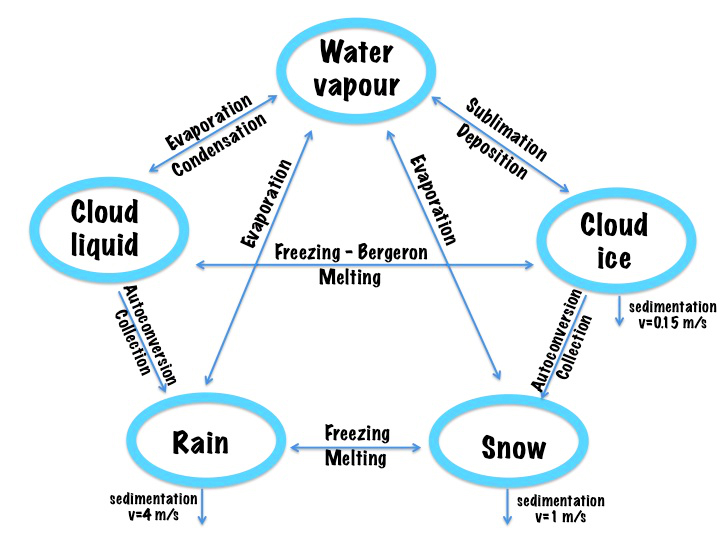 Water
vapour
Evaporation
Condensation
Sublimation
Deposition
Evaporation
Evaporation
Cloud
liquid
Cloud
ice
Freezing - Bergeron
Melting
Autoconversion
Collection
Autoconversion
Collection
sedimentation
v=0.15 m/s
Rain
Freezing
Melting
Snow
sedimentation
v=4 m/s
sedimentation
v=1 m/s